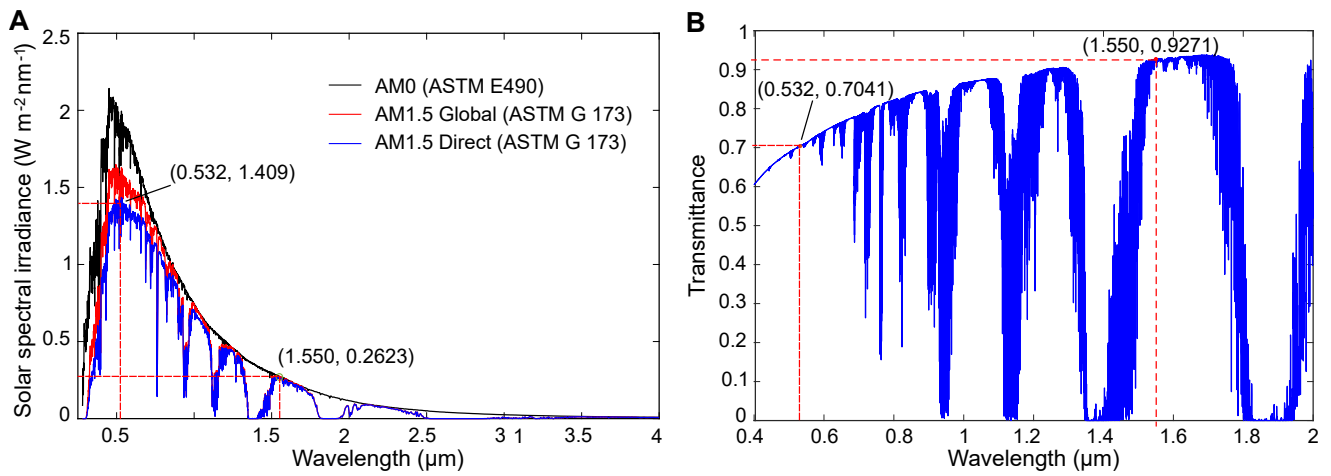 A
Solar spectral irradiance (W m⁻² nm⁻¹)
2.5
2
1.5
1
0.5
0
AM0 (ASTM E490)
AM1.5 Global (ASTM G 173)
AM1.5 Direct (ASTM G 173)
(0.532, 1.409)
(1.550, 0.2623)
0.5 1 1.5 2 2.5 3 1 3.5 4
Wavelength (µm)
B
Transmittance
1
0.9
0.8
0.7
0.6
0.5
0.4
0.3
0.2
0.1
0
(1.550, 0.9271)
(0.532, 0.7041)
0.4 0.6 0.8 1 1.2 1.4 1.6 1.8 2
Wavelength (µm)